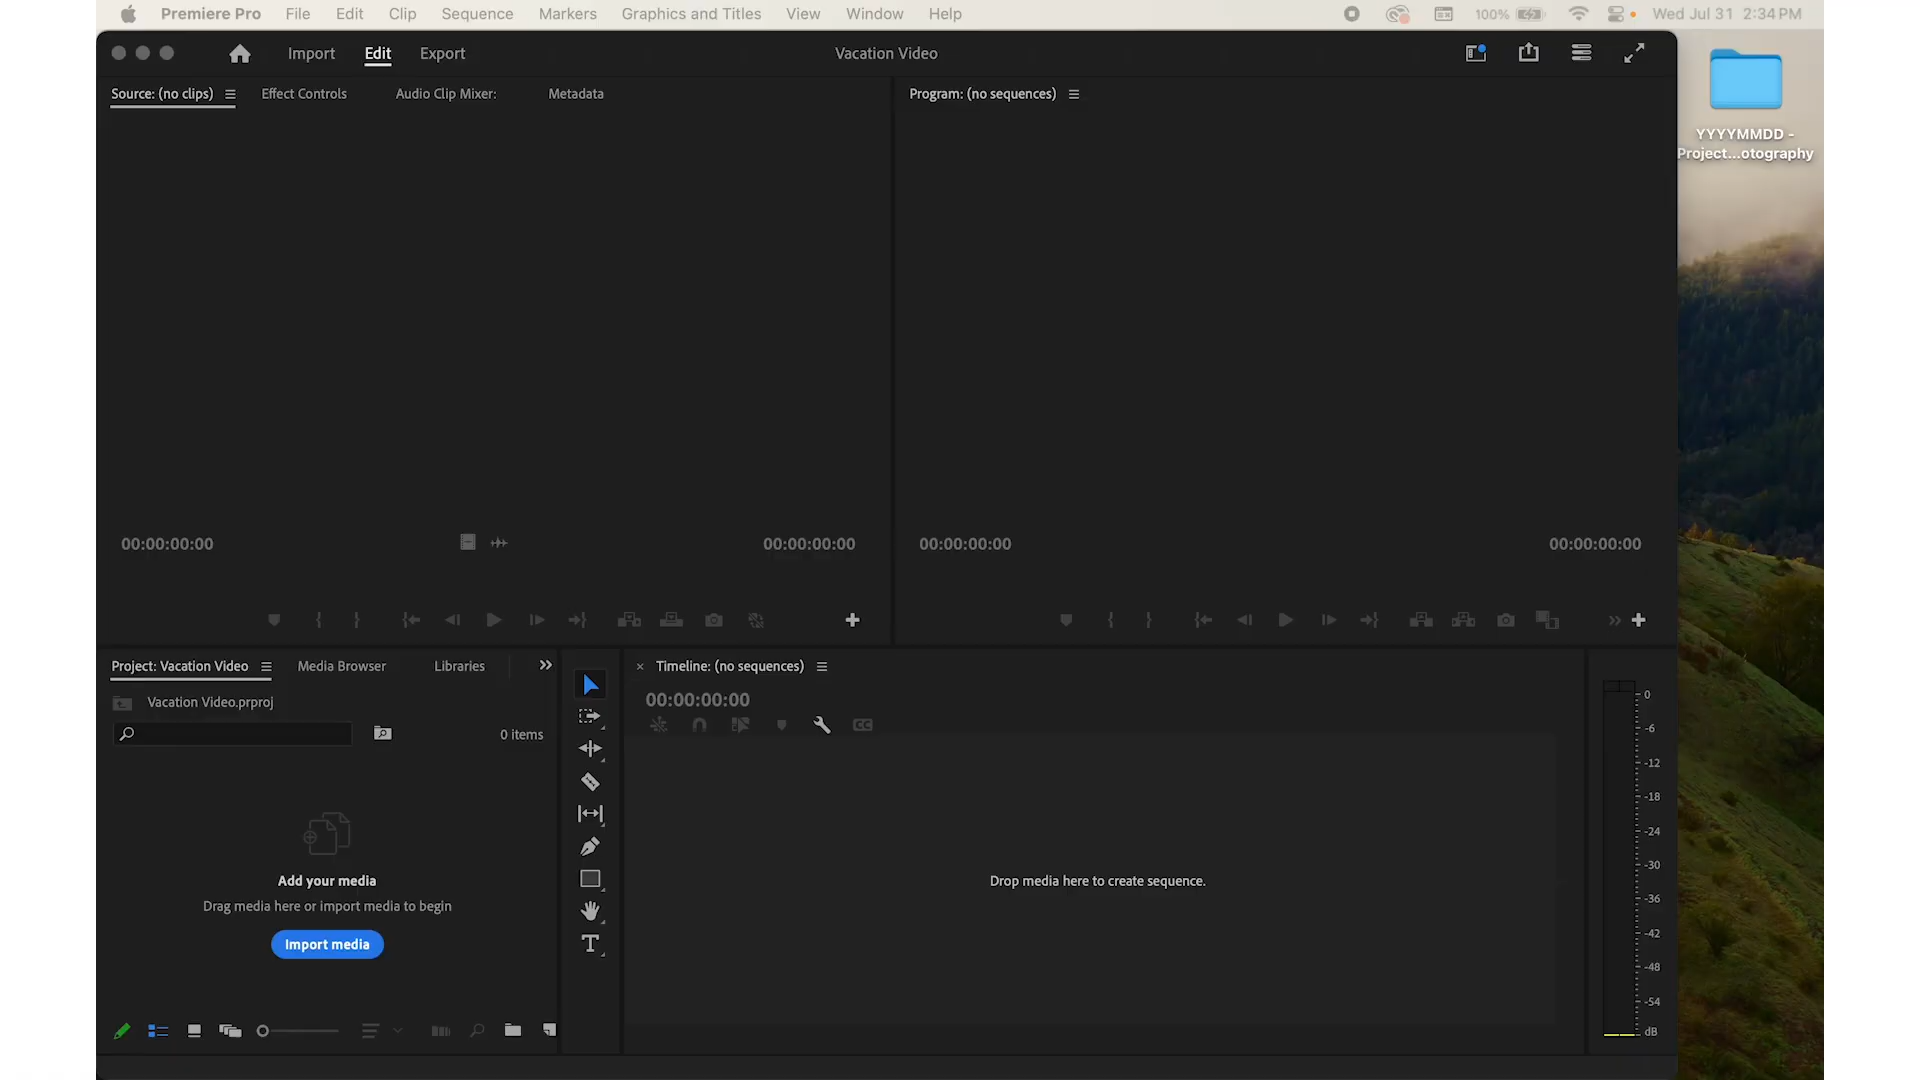 Premiere Pro File Edit Clip Sequence Markers Graphics and Titles View Window Help 100% Wed Jul 31 2:34 PM
Import Edit Export Vacation Video
Source: (no clips) Effect Controls Audio Clip Mixer: Metadata Program: (no sequences)
YYYYMMDD -
Project...otography
00:00:00:00 00:00:00:00 00:00:00:00 00:00:00:00
Project: Vacation Video Media Browser Libraries Timeline: (no sequences)
Vacation Video.prproj 00:00:00:00
0 items CC
Add your media
Drag media here or import media to begin
Import media
Drop media here to create sequence.
0
-6
-12
-18
-24
-30
-36
-42
-48
-54
dB